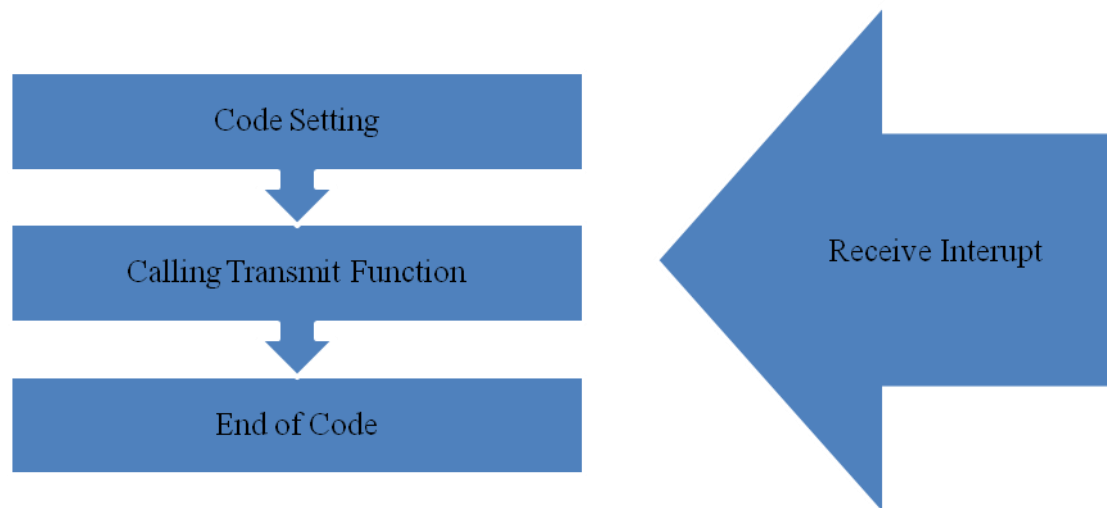 Code Setting
Calling Transmit Function
End of Code
Receive Interupt